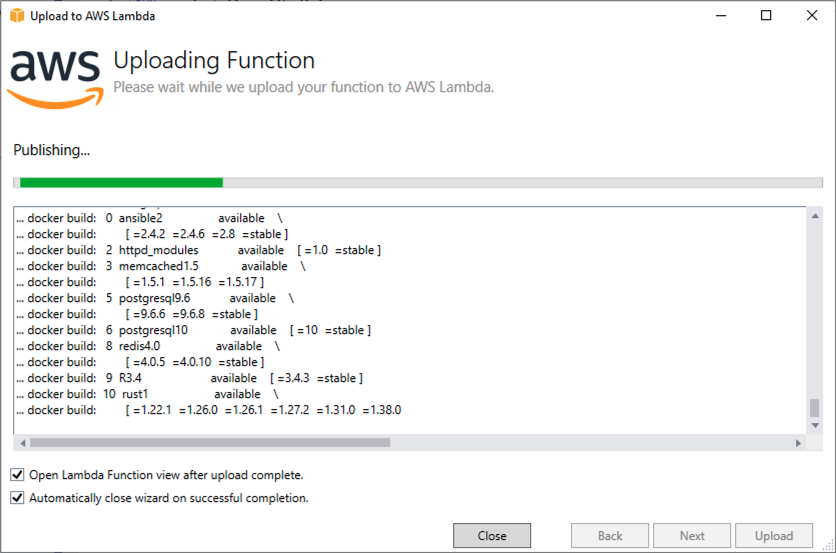 Upload to AWS Lambda
aws
Uploading Function
Please wait while we upload your function to AWS Lambda.
Publishing...
... docker build: 0 ansible2 available \
... docker build: [ =2.4.2 =2.4.6 =2.8 =stable ]
... docker build: 2 httpd_modules available [ =1.0 =stable ]
... docker build: 3 memcached1.5 available \
... docker build: [ =1.5.1 =1.5.16 =1.5.17 ]
... docker build: 5 postgresql9.6 available \
... docker build: [ =9.6.6 =9.6.8 =stable ]
... docker build: 6 postgresql10 available [ =10 =stable ]
... docker build: 8 redis4.0 available \
... docker build: [ =4.0.5 =4.0.10 =stable ]
... docker build: 9 R3.4 available [ =3.4.3 =stable ]
... docker build: 10 rust1 available \
... docker build: [ =1.22.1 =1.26.0 =1.26.1 =1.27.2 =1.31.0 =1.38.0
Open Lambda Function view after upload complete.
Automatically close wizard on successful completion.
Close Back Next Upload